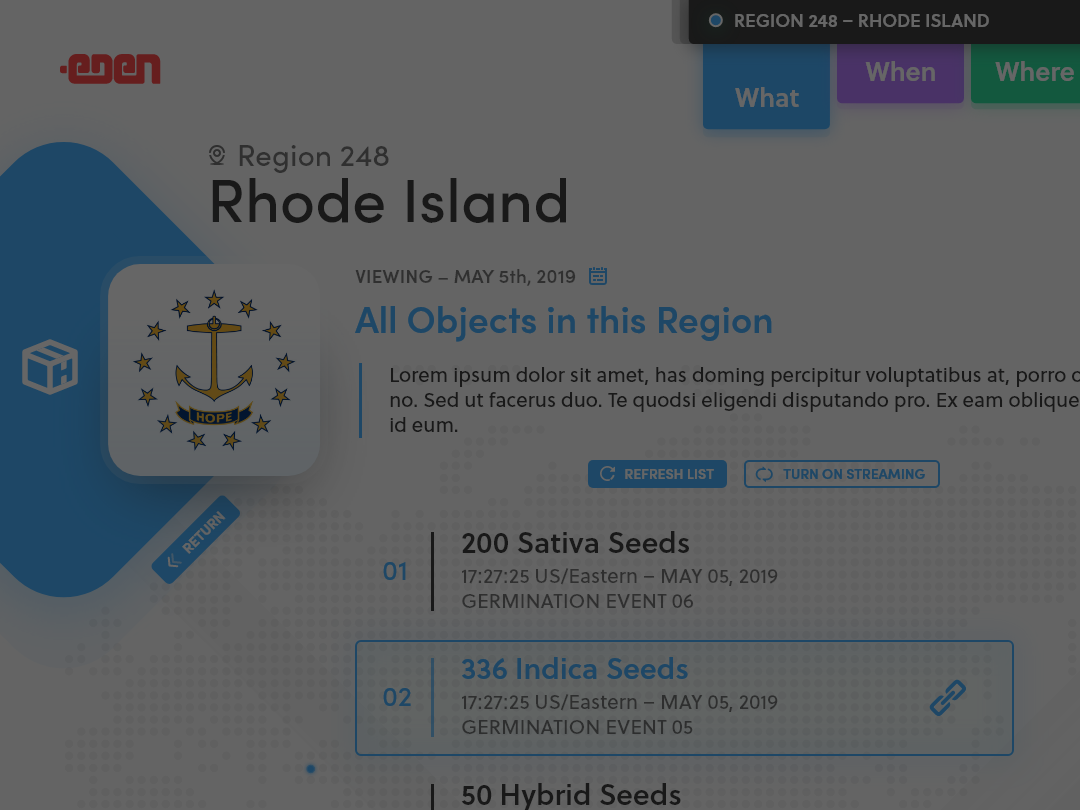 REGION 248 – RHODE ISLAND
eden
What
When
Where
Region 248
Rhode Island
VIEWING – MAY 5th, 2019
All Objects in this Region
Lorem ipsum dolor sit amet, has doming percipitur voluptatibus at, porro
no. Sed ut facerus duo. Te quodsi eligendi disputando pro. Ex eam oblique
id eum.
HOPE
REFRESH LIST
TURN ON STREAMING
RETURN
01
200 Sativa Seeds
17:27:25 US/Eastern – MAY 05, 2019
GERMINATION EVENT 06
02
336 Indica Seeds
17:27:25 US/Eastern – MAY 05, 2019
GERMINATION EVENT 05
50 Hybrid Seeds